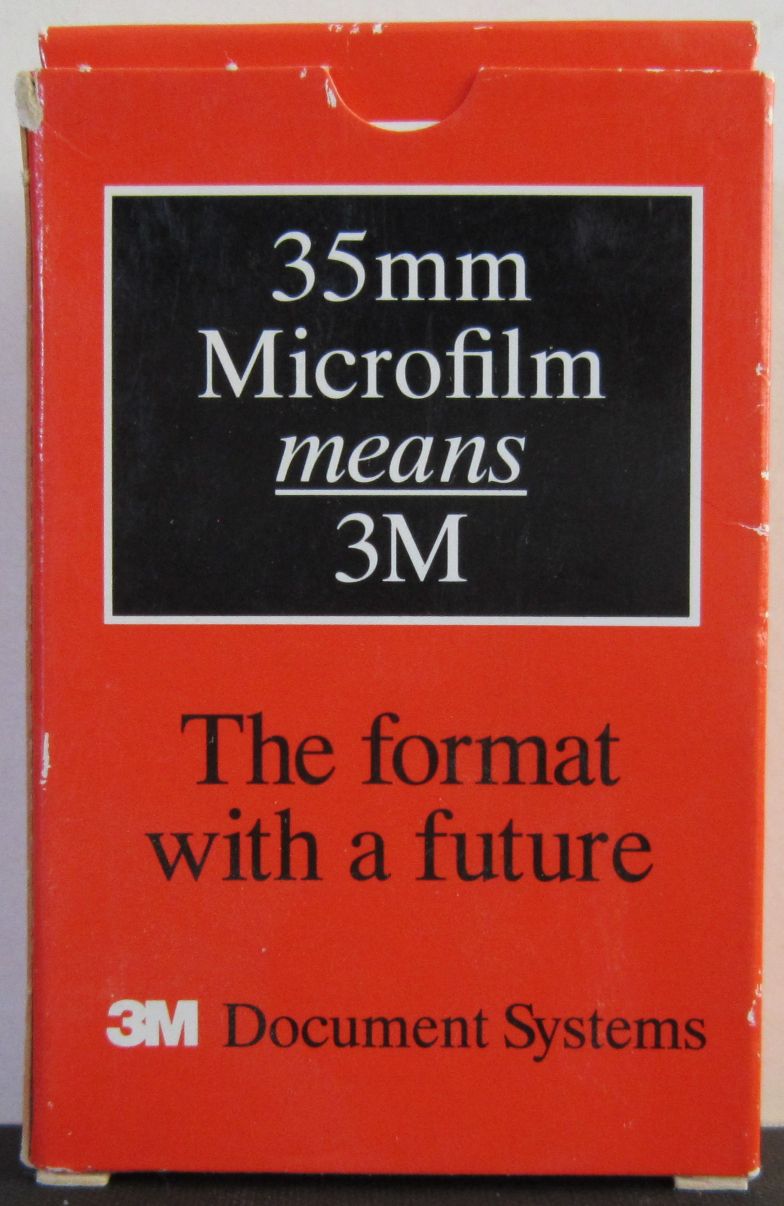 35mm
Microfilm
means
3M
The format
with a future
3M Document Systems